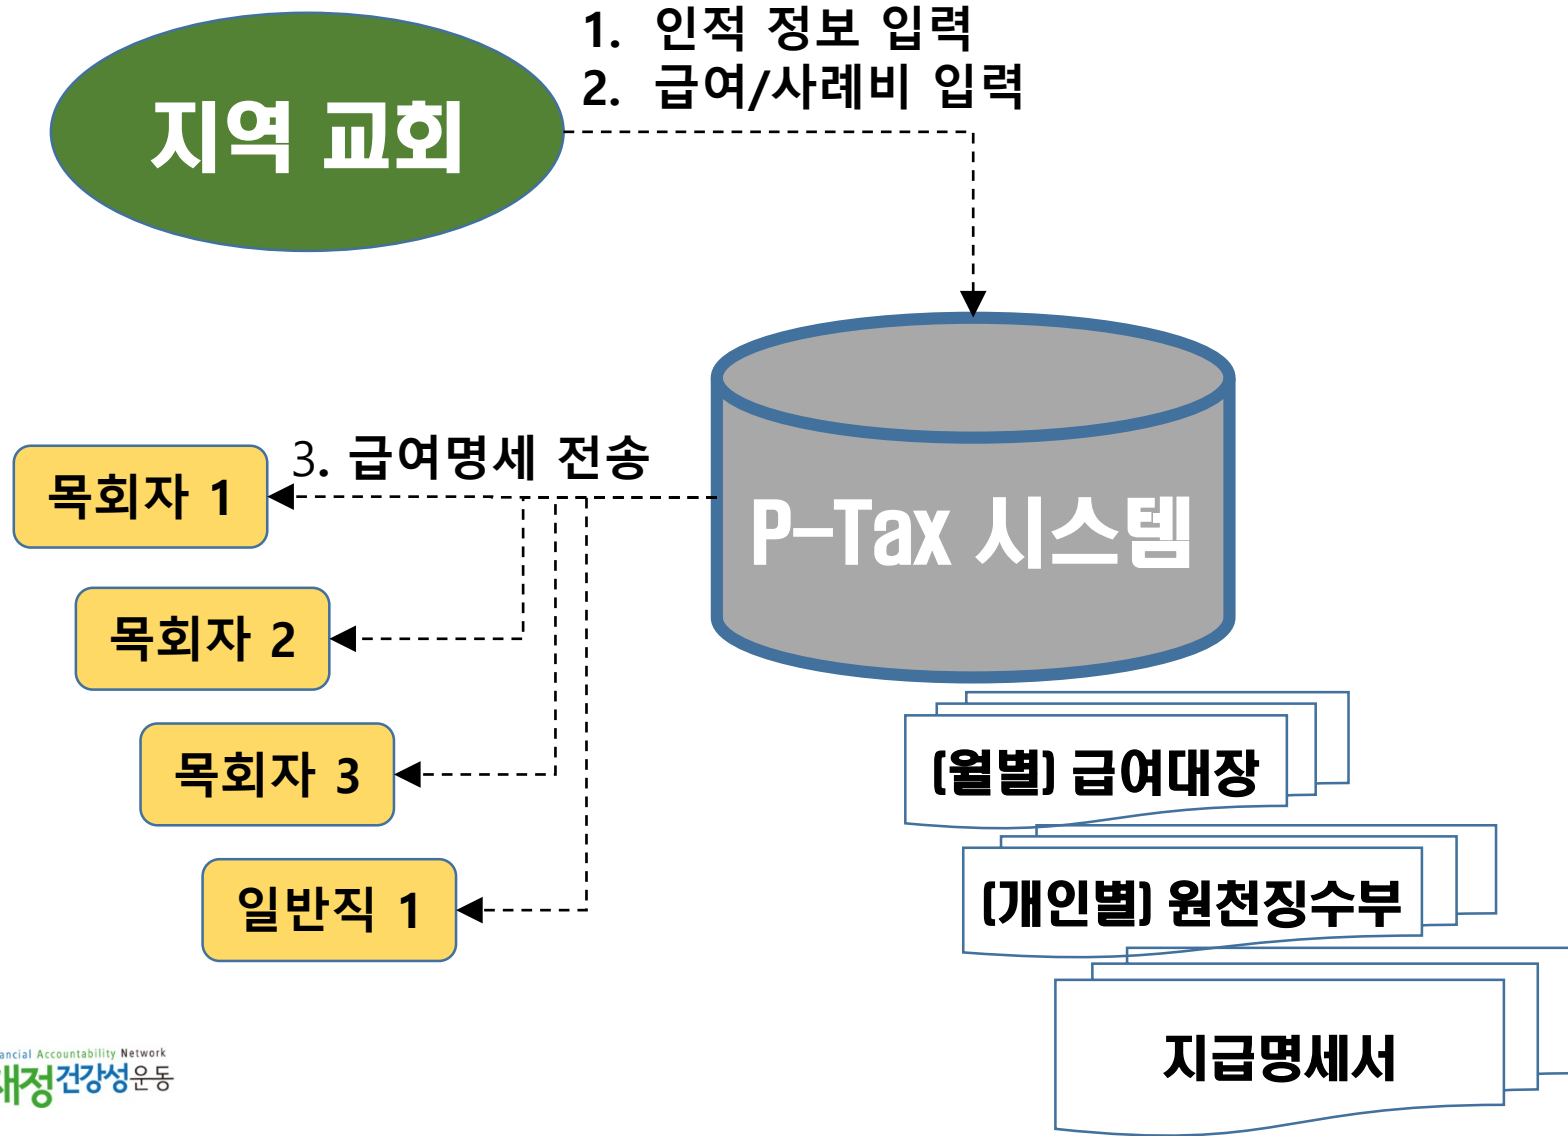 1. 인적 정보 입력
2. 급여/사례비 입력
지역 교회
3. 급여명세 전송
목회자 1
P-Tax 시스템
목회자 2
목회자 3
(월별) 급여대장
일반직 1
(개인별) 원천징수부
지급명세서
Accountability Network
건강성운동